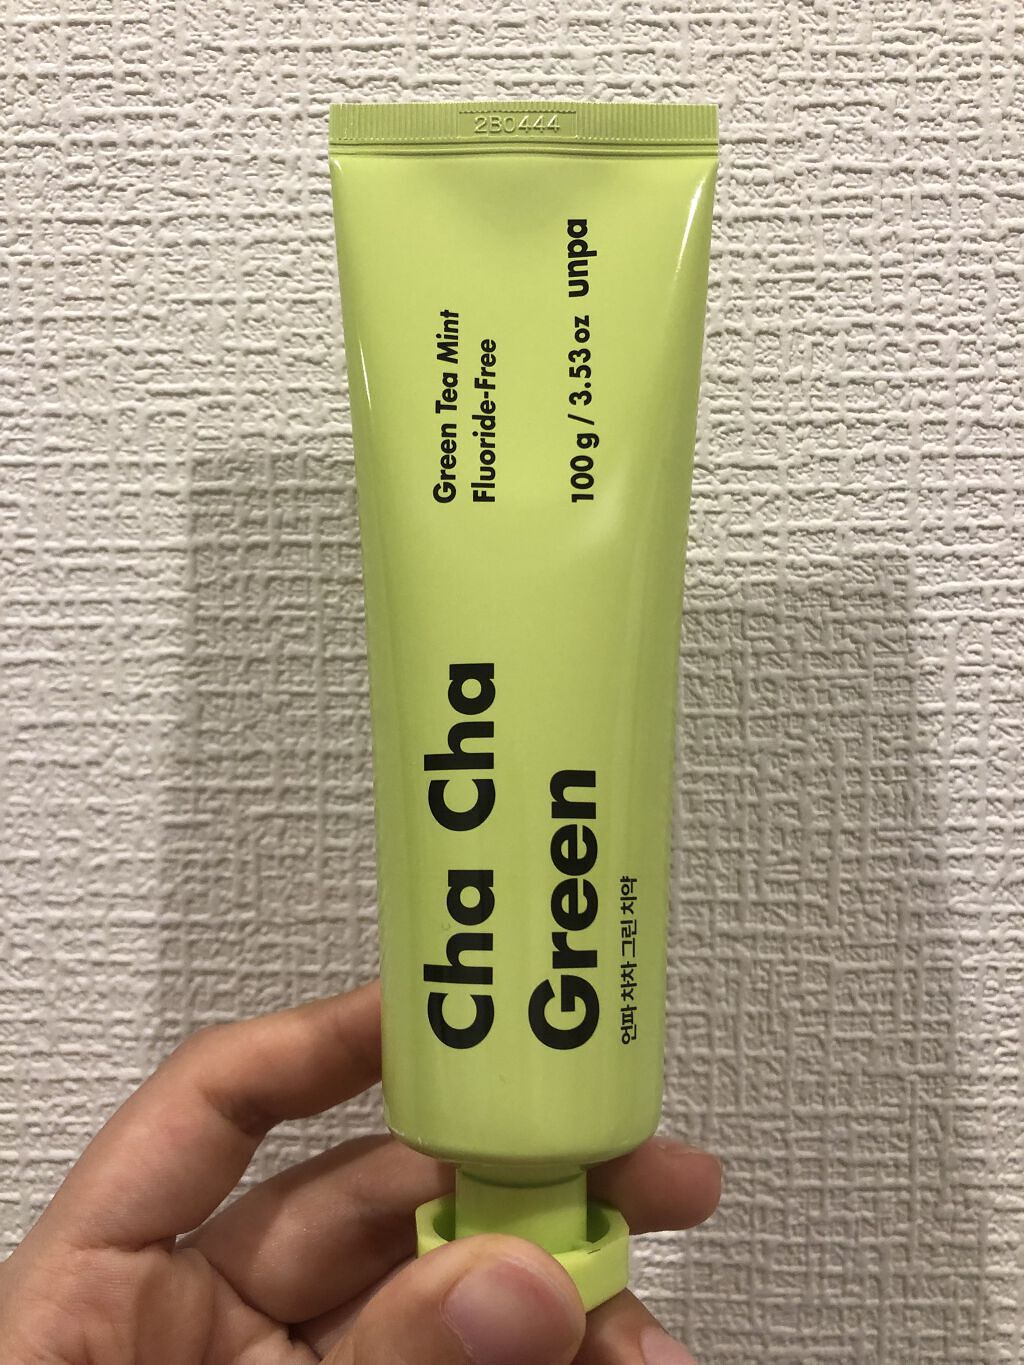 2B0444
Green Tea Mint
Fluoride-Free
100 g / 3.53 oz unpa
Cha Cha
Green
언파 차차 그린 치약